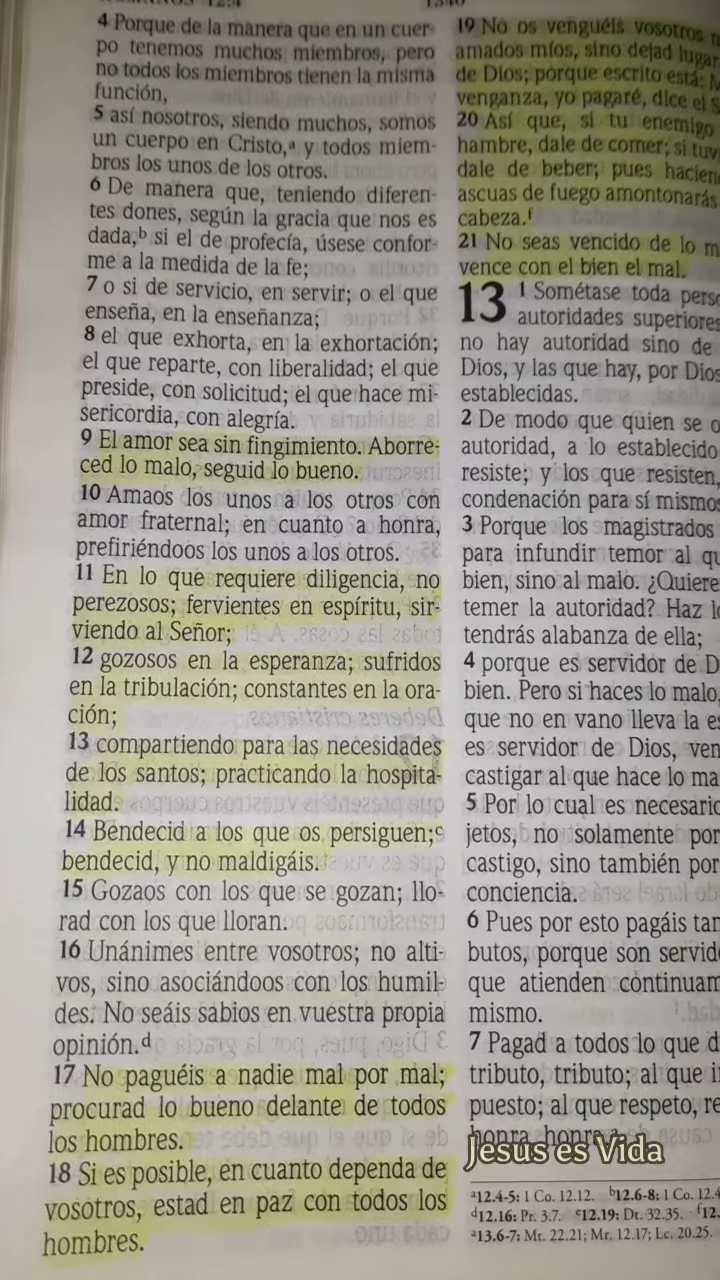 4 Porque de la manera que en un cuer-
po tenemos muchos miembros, pero
no todos los miembros tienen la misma
función,
5 así nosotros, siendo muchos, somos
un cuerpo en Cristo,a y todos miem-
bros los unos de los otros.
6 De manera que, teniendo diferen-
tes dones, según la gracia que nos es
dada,b si el de profecía, úsese confor-
me a la medida de la fe;
7 o si de servicio, en servir; o el que
enseña, en la enseñanza;
8 el que exhorta, en la exhortación;
el que reparte, con liberalidad; el que
preside, con solicitud; el que hace mi-
sericordia, con alegría.
9 El amor sea sin fingimiento. Aborre-
ced lo malo, seguid lo bueno.
10 Amaos los unos a los otros con
amor fraternal; en cuanto a honra,
prefiriéndoos los unos a los otros.
11 En lo que requiere diligencia, no
perezosos; fervientes en espíritu, sir-
viendo al Señor;
12 gozosos en la esperanza; sufridos
en la tribulación; constantes en la ora-
ción;
13 compartiendo para las necesidades
de los santos; practicando la hospita-
lidad.
14 Bendecid a los que os persiguen;c
bendecid, y no maldigáis.
15 Gozaos con los que se gozan; llo-
rad con los que lloran.
16 Unánimes entre vosotros; no alti-
vos, sino asociándoos con los humil-
des. No seáis sabios en vuestra propia
opinión.d
17 No paguéis a nadie mal por mal;
procurad lo bueno delante de todos
los hombres.
18 Si es posible, en cuanto dependa de
vosotros, estad en paz con todos los
hombres.
19 No os venguéis vosotros
amados míos, sino dejad lugar
de Dios; porque escrito está:
venganza, yo pagaré, dice el
20 Así que, si tu enemigo
hambre, dale de comer; si tuv
dale de beber; pues hacien
ascuas de fuego amontonarás
cabeza.f
21 No seas vencido de lo m
vence con el bien el mal.
13 1 Sométase toda perso
autoridades superiores
no hay autoridad sino de
Dios, y las que hay, por Dios
establecidas.
2 De modo que quien se o
autoridad, a lo establecido
resiste; y los que resisten,
condenación para sí mismos
3 Porque los magistrados
para infundir temor al qu
bien, sino al malo. ¿Quiere
temer la autoridad? Haz lo
tendrás alabanza de ella;
4 porque es servidor de D
bien. Pero si haces lo malo,
que no en vano lleva la es
es servidor de Dios, ven
castigar al que hace lo ma
5 Por lo cual es necesario
jetos, no solamente por
castigo, sino también por
conciencia.
6 Pues por esto pagáis tam
butos, porque son servido
que atienden continuam
mismo.
7 Pagad a todos lo que d
tributo, tributo; al que i
puesto; al que respeto, re
honra, honra.a
Jesús es Vida
a12.4-5: 1 Co. 12.12. b12.6-8: 1 Co. 12.4
d12.16: Pr. 3.7. e12.19: Dt. 32.35. f12.
a13.6-7: Mt. 22.21; Mr. 12.17; Lc. 20.25.